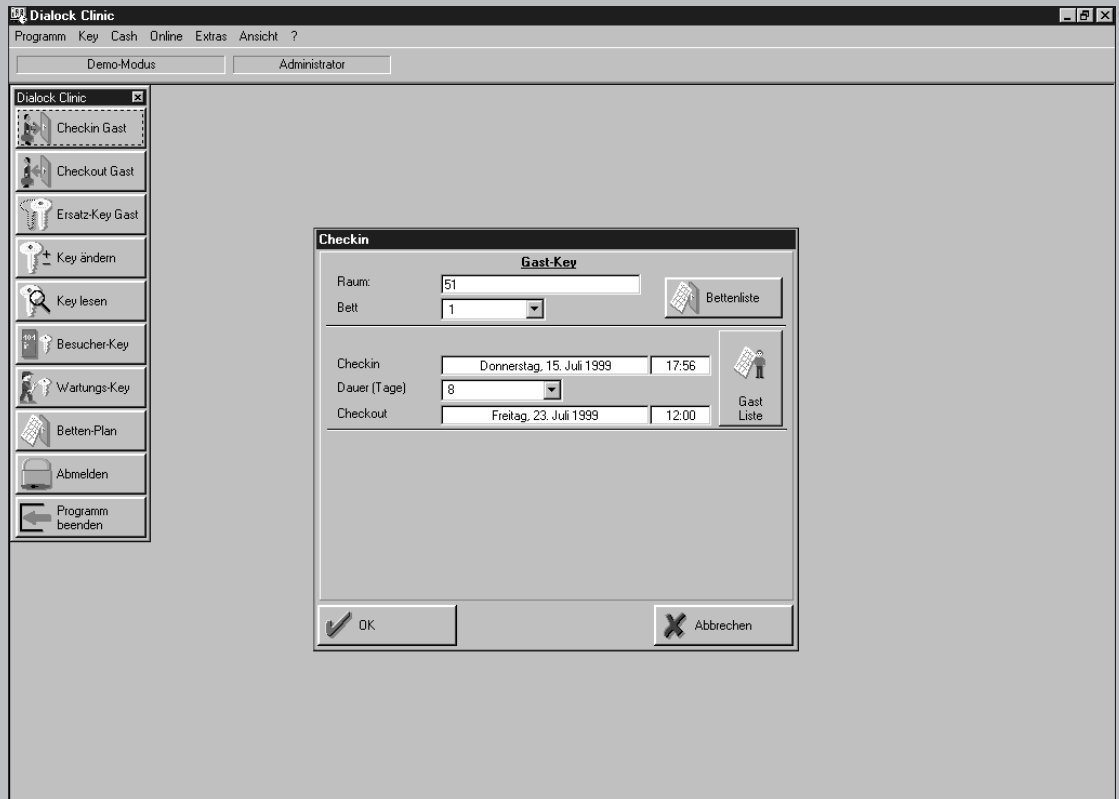 Dialock Clinic
Programm Key Cash Online Extras Ansicht ?
Demo-Modus Administrator
Dialock Clinic
Checkin Gast
Checkout Gast
Ersatz-Key Gast
Key ändern
Key lesen
Besucher-Key
Wartungs-Key
Betten-Plan
Abmelden
Programm
beenden
Checkin
Gast-Key
Raum: 51
Bett 1
Bettenliste
Checkin Donnerstag, 15. Juli 1999 17:56
Dauer (Tage) 8
Checkout Freitag, 23. Juli 1999 12:00
Gast
Liste
OK
Abbrechen